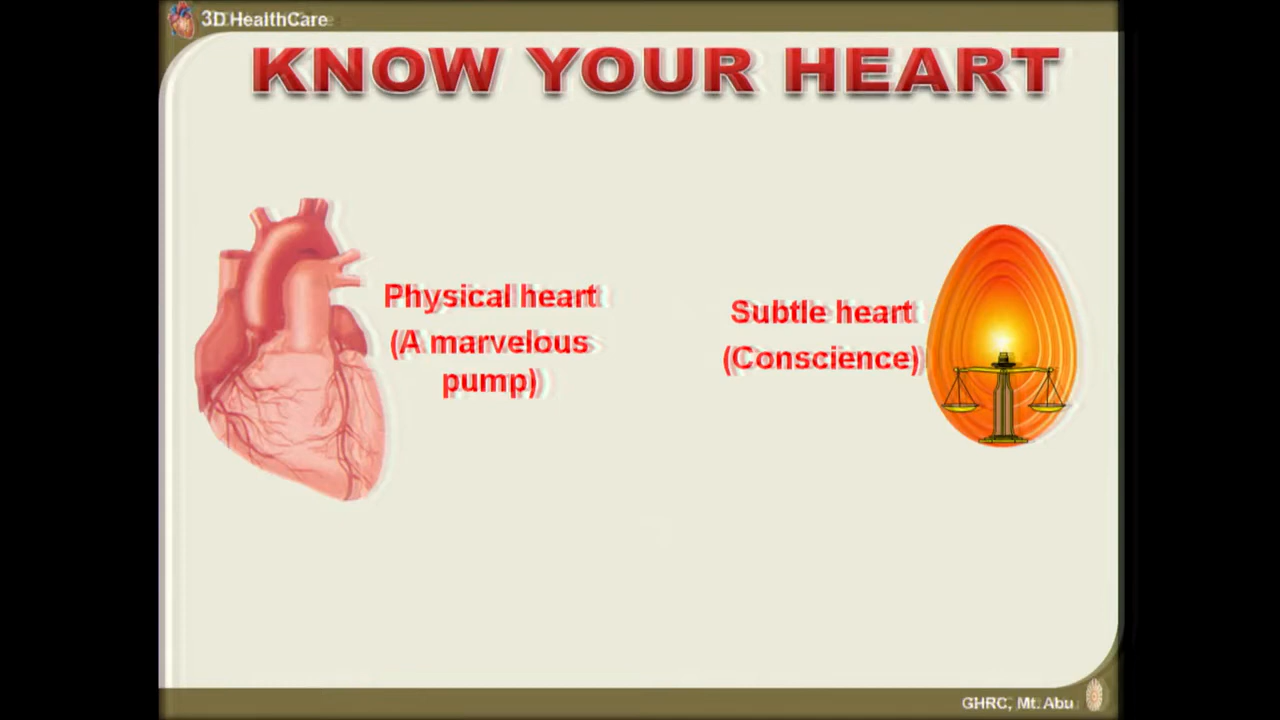 3D HealthCare
KNOW YOUR HEART
Physical heart
(A marvelous
pump)
Subtle heart
(Conscience)
GHRC, Mt. Abu